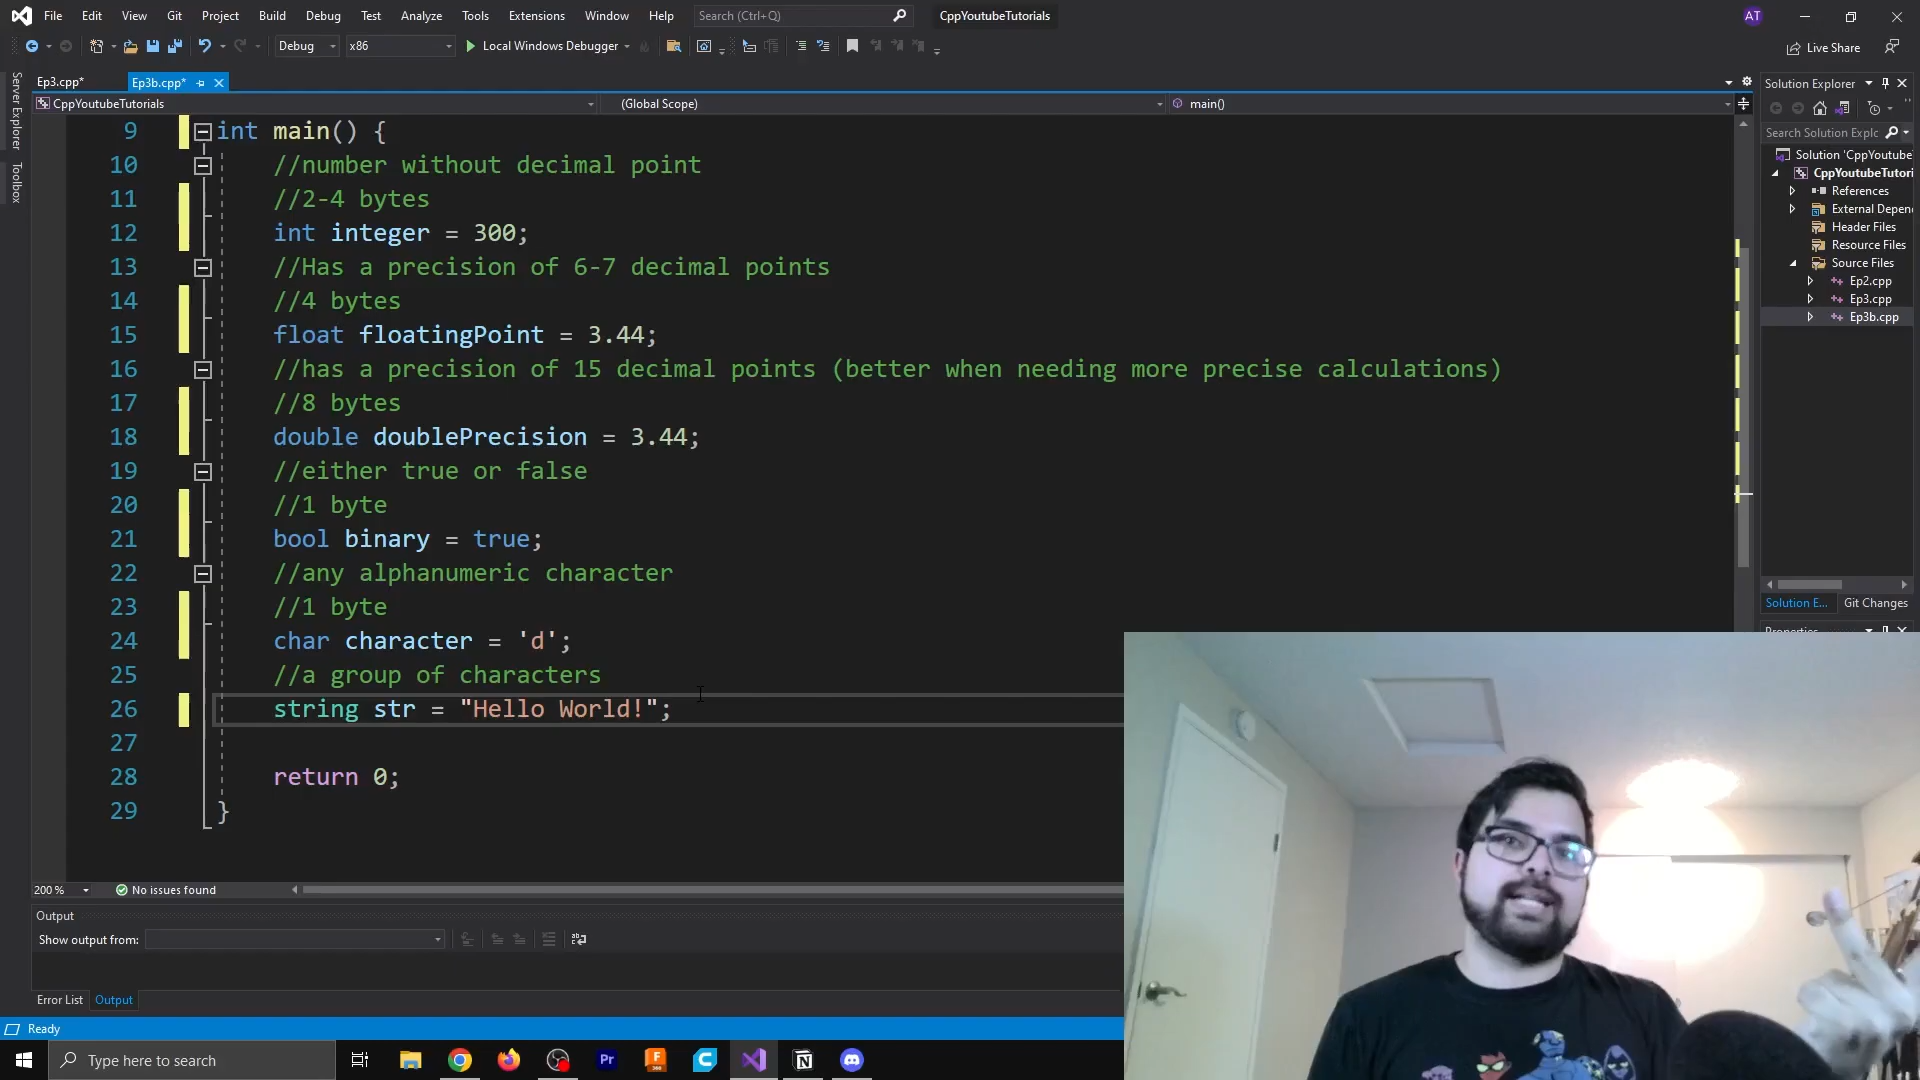 File Edit View Git Project Build Debug Test Analyze Tools Extensions Window Help Search (Ctrl+Q) CppYoutubeTutorials AT
Debug x86 Local Windows Debugger Live Share
Server Explorer
Toolbox
Ep3.cpp* Ep3b.cpp*
CppYoutubeTutorials (Global Scope) main()
9 int main() {
10 //number without decimal point
11 //2-4 bytes
12 int integer = 300;
13 //Has a precision of 6-7 decimal points
14 //4 bytes
15 float floatingPoint = 3.44;
16 //has a precision of 15 decimal points (better when needing more precise calculations)
17 //8 bytes
18 double doublePrecision = 3.44;
19 //either true or false
20 //1 byte
21 bool binary = true;
22 //any alphanumeric character
23 //1 byte
24 char character = 'd';
25 //a group of characters
26 string str = "Hello World!";
27
28 return 0;
29 }
200 % No issues found
Output
Show output from:
Error List Output
Ready
Type here to search
Pr F C N
Solution Explorer
Search Solution Explc
Solution 'CppYoutube
CppYoutubeTutori
References
External Depen
Header Files
Resource Files
Source Files
Ep2.cpp
Ep3.cpp
Ep3b.cpp
Solution E... Git Changes
Properties